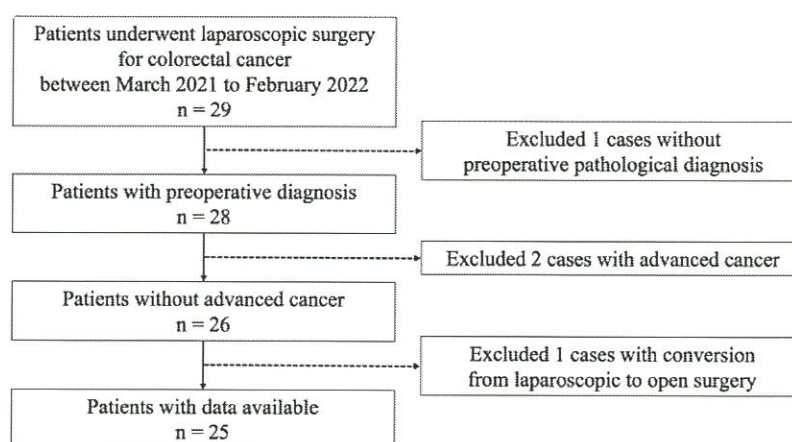 Patients underwent laparoscopic surgery
for colorectal cancer
between March 2021 to February 2022
n = 29
Excluded 1 cases without
preoperative pathological diagnosis
Patients with preoperative diagnosis
n = 28
Excluded 2 cases with advanced cancer
Patients without advanced cancer
n = 26
Excluded 1 cases with conversion
from laparoscopic to open surgery
Patients with data available
n = 25